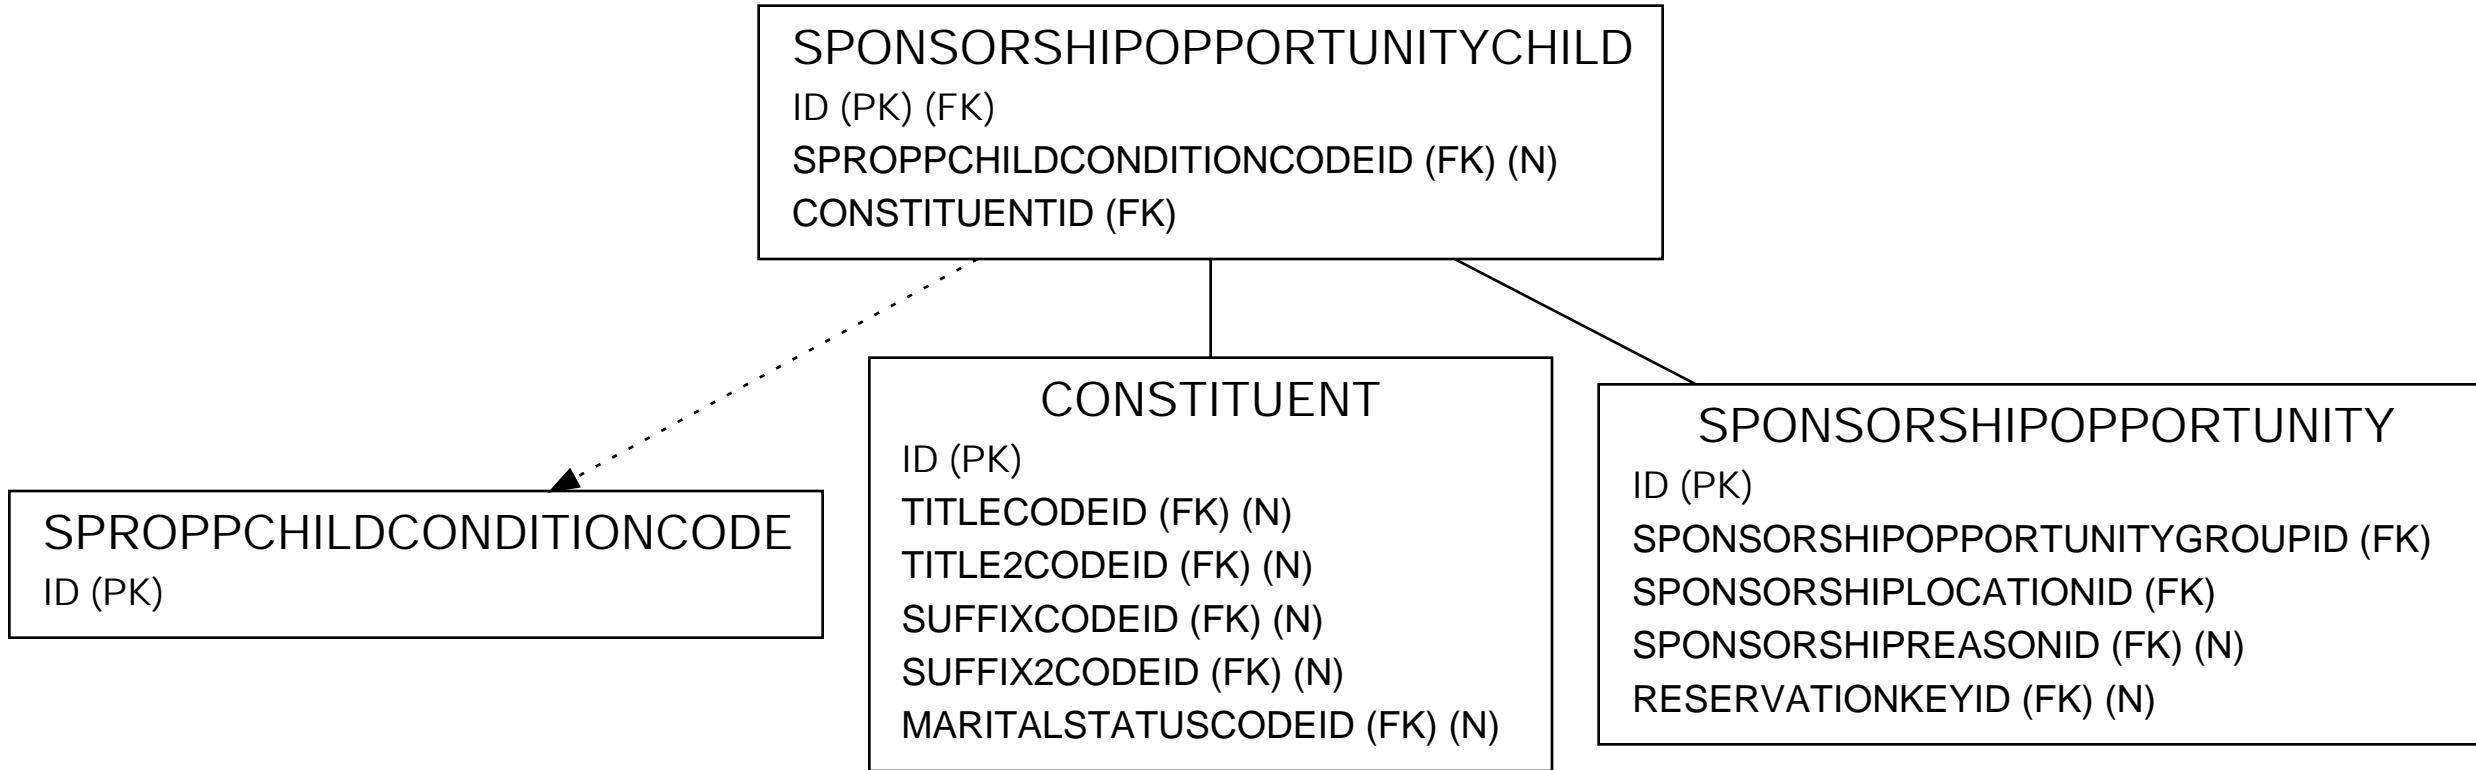 SPONSORSHIPOPPORTUNITYCHILD
ID (PK) (FK)
SPROPPCHILDCONDITIONCODEID (FK) (N)
CONSTITUENTID (FK)
SPROPPCHILDCONDITIONCODE
ID (PK)
CONSTITUENT
ID (PK)
TITLECODEID (FK) (N)
TITLE2CODEID (FK) (N)
SUFFIXCODEID (FK) (N)
SUFFIX2CODEID (FK) (N)
MARITALSTATUSCODEID (FK) (N)
SPONSORSHIPOPPORTUNITY
ID (PK)
SPONSORSHIPOPPORTUNITYGROUPID (FK)
SPONSORSHIPLOCATIONID (FK)
SPONSORSHIPREASONID (FK) (N)
RESERVATIONKEYID (FK) (N)